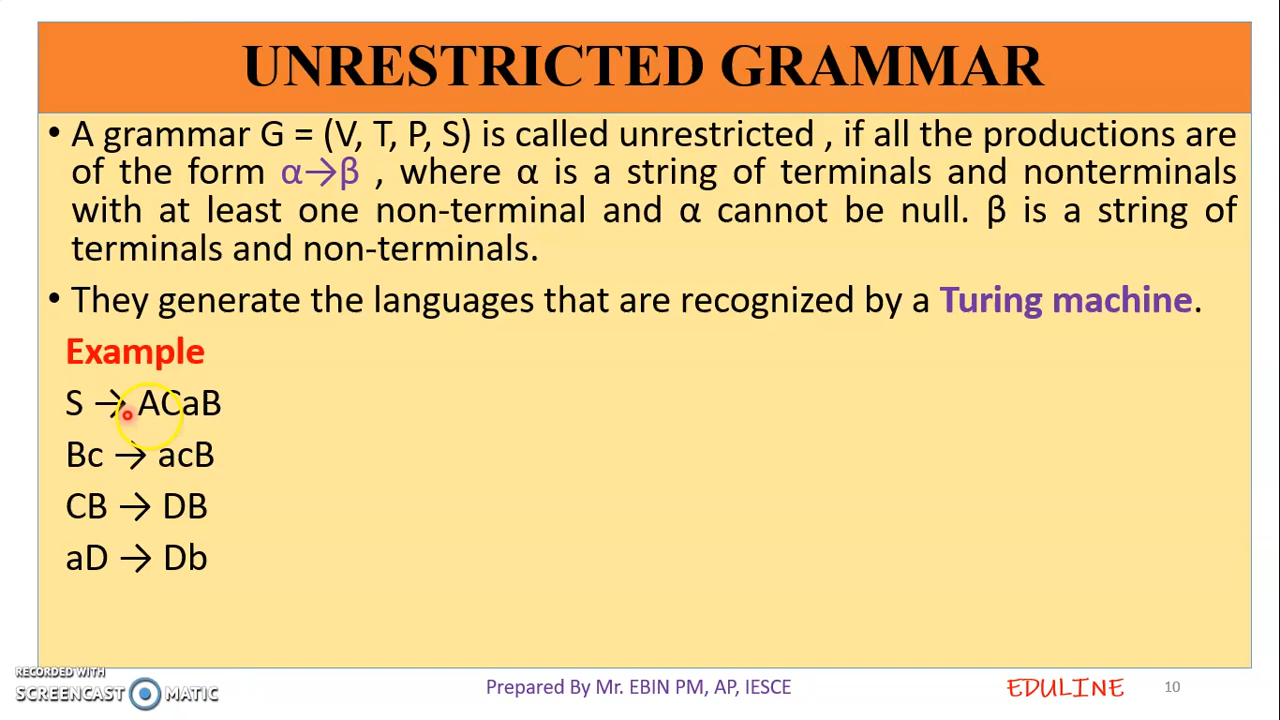 UNRESTRICTED GRAMMAR
• A grammar G = (V, T, P, S) is called unrestricted , if all the productions are
of the form α→β , where α is a string of terminals and nonterminals
with at least one non-terminal and α cannot be null. β is a string of
terminals and non-terminals.
• They generate the languages that are recognized by a Turing machine.
Example
S → ACaB
Bc → acB
CB → DB
aD → Db
RECORDED WITH
SCREENCAST MATIC
Prepared By Mr. EBIN PM, AP, IESCE
EDULINE
10